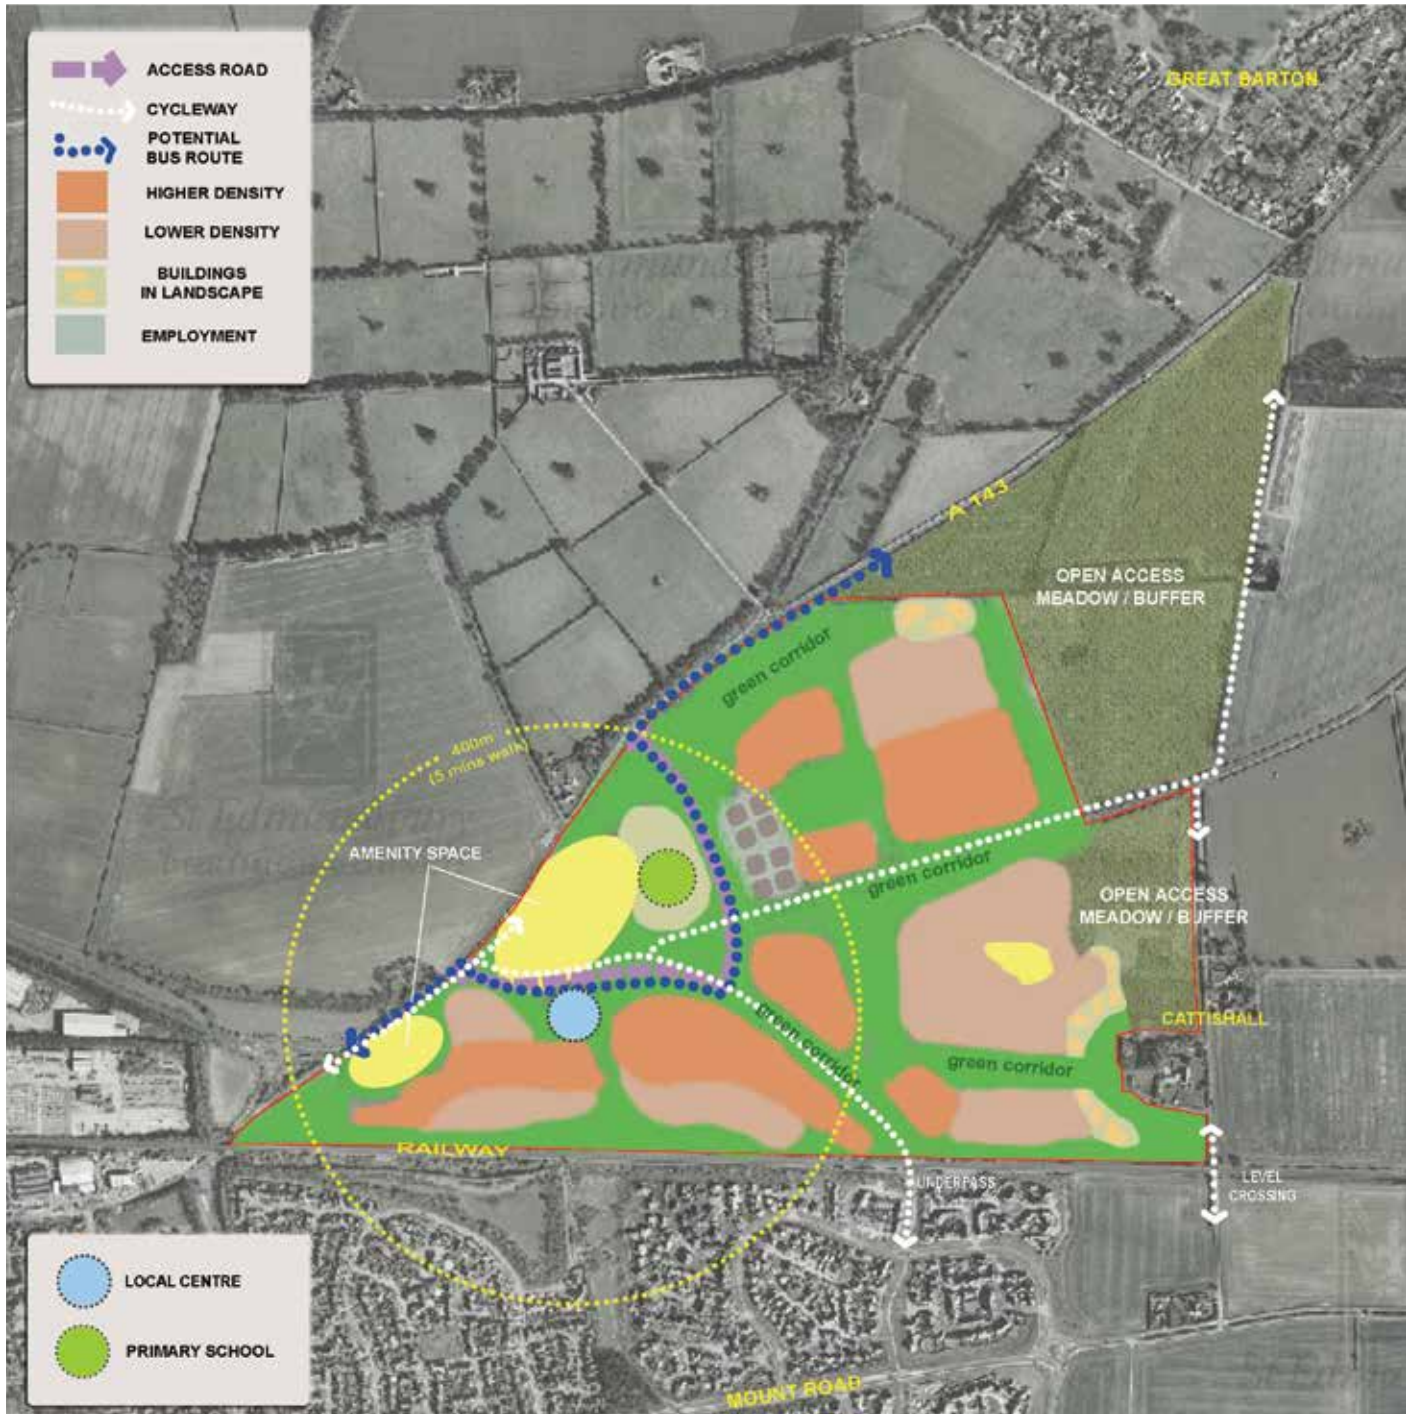 ACCESS ROAD
CYCLEWAY
POTENTIAL
BUS ROUTE
HIGHER DENSITY
LOWER DENSITY
BUILDINGS
IN LANDSCAPE
EMPLOYMENT
GREAT BARTON
A 143
OPEN ACCESS
MEADOW / BUFFER
green corridor
400m
(5 mins walk)
AMENITY SPACE
green corridor
OPEN ACCESS
MEADOW / BUFFER
CATTISHALL
green corridor
green corridor
RAILWAY
UNDERPASS
LEVEL
CROSSING
LOCAL CENTRE
PRIMARY SCHOOL
MOUNT ROAD